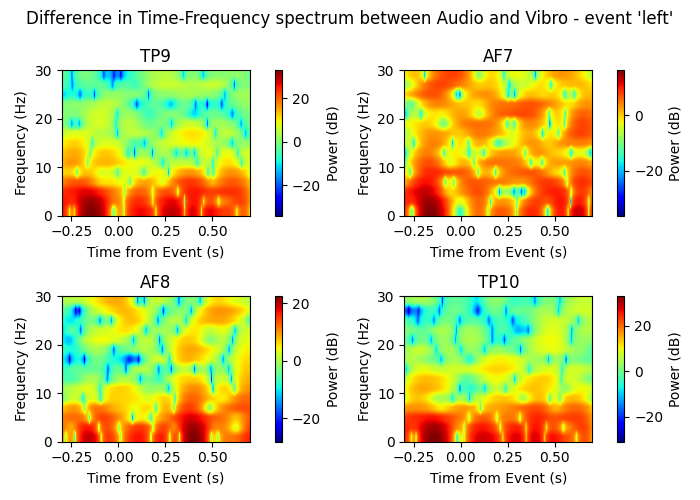 Difference in Time-Frequency spectrum between Audio and Vibro - event 'left'
TP9
30
20
10
0
Frequency (Hz)
−0.25 0.00 0.25 0.50
Time from Event (s)
20
0
−20
Power (dB)
AF7
30
20
10
0
Frequency (Hz)
−0.25 0.00 0.25 0.50
Time from Event (s)
0
−20
Power (dB)
AF8
30
20
10
0
Frequency (Hz)
−0.25 0.00 0.25 0.50
Time from Event (s)
20
0
−20
Power (dB)
TP10
30
20
10
0
Frequency (Hz)
−0.25 0.00 0.25 0.50
Time from Event (s)
20
0
−20
Power (dB)